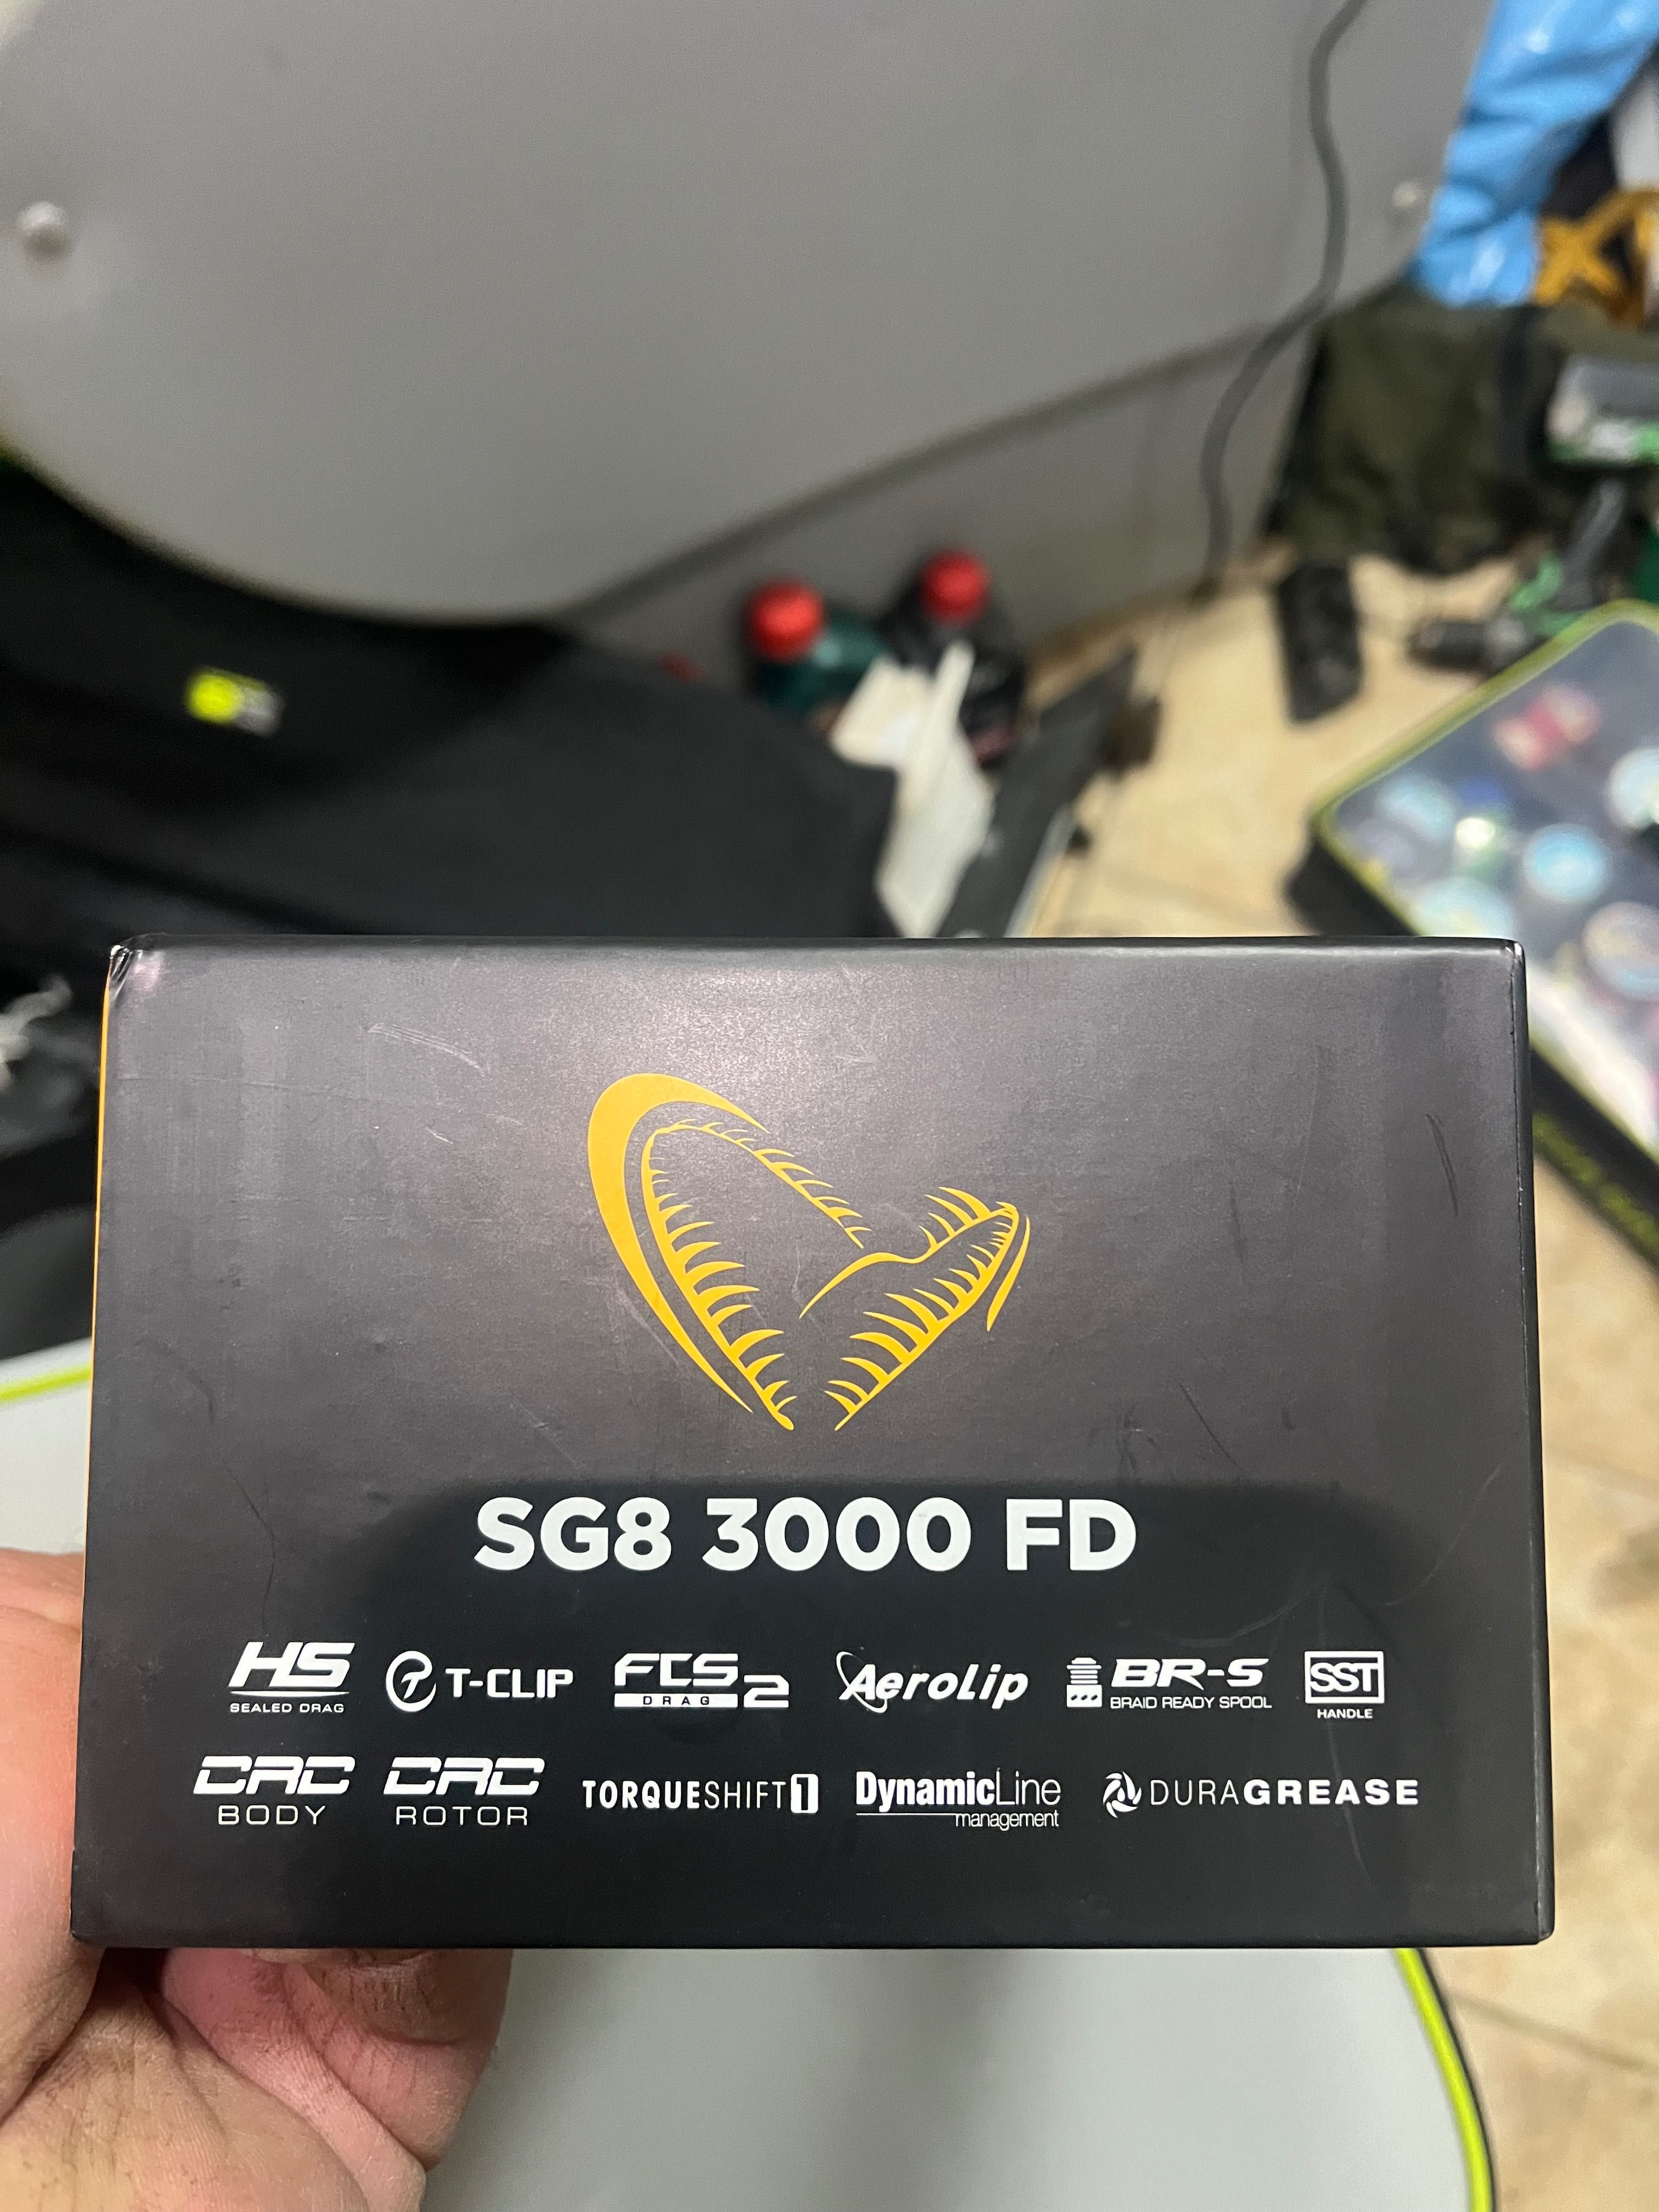 SG8 3000 FD
HS T-CLIP FCS 2 Aerolip BR-S SST
SEALED DRAG DRAG BRAID READY SPOOL HANDLE
CRC CRC TORQUESHIFT1 DynamicLine DURAGREASE
BODY ROTOR management